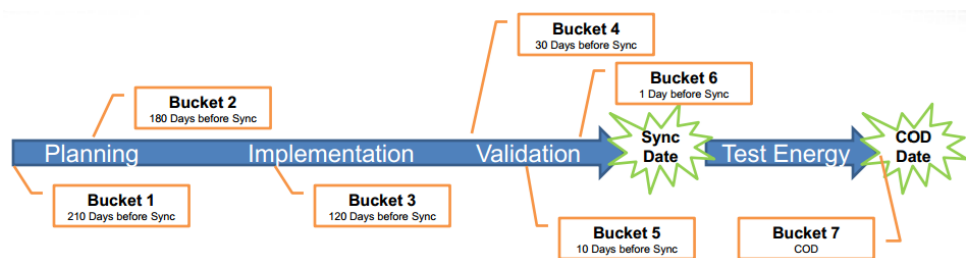 Bucket 4
30 Days before Sync
Bucket 6
1 Day before Sync
Bucket 2
180 Days before Sync
Planning
Implementation
Validation
Sync
Date
Test Energy
COD
Date
Bucket 1
210 Days before Sync
Bucket 3
120 Days before Sync
Bucket 5
10 Days before Sync
Bucket 7
COD